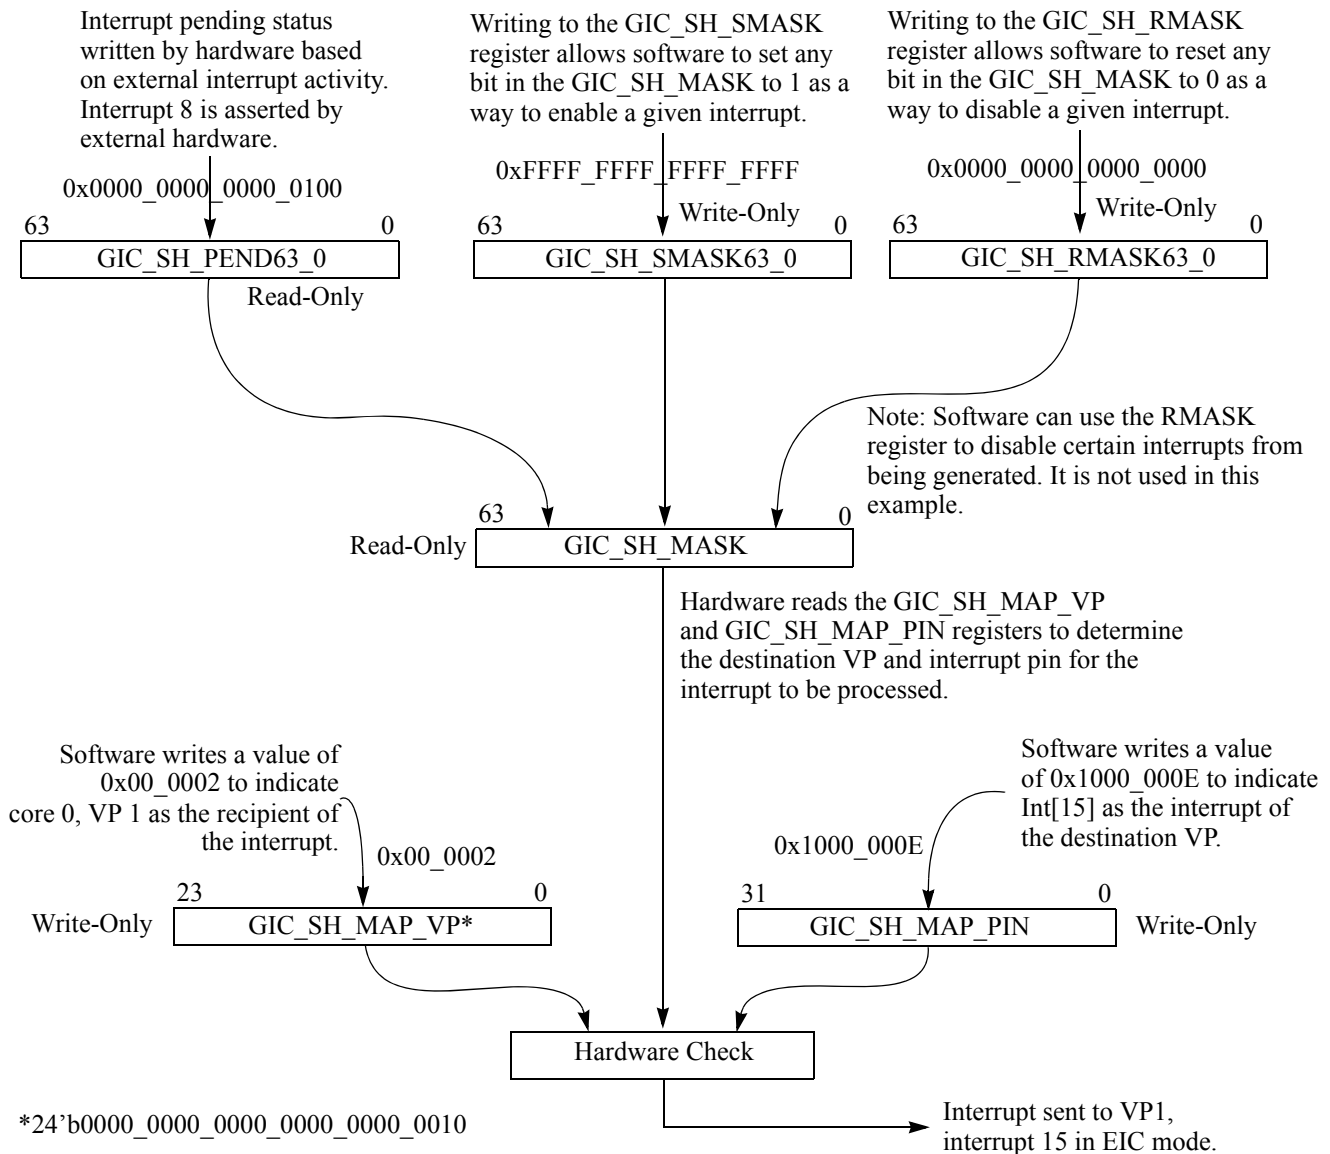 Interrupt pending status
written by hardware based
on external interrupt activity.
Interrupt 8 is asserted by
external hardware.
Writing to the GIC_SH_SMASK
register allows software to set any
bit in the GIC_SH_MASK to 1 as a
way to enable a given interrupt.
Writing to the GIC_SH_RMASK
register allows software to reset any
bit in the GIC_SH_MASK to 0 as a
way to disable a given interrupt.
0x0000_0000_0000_0100
0xFFFF_FFFF_FFFF_FFFF
0x0000_0000_0000_0000
Write-Only
Write-Only
63 0
63 0
63 0
GIC_SH_PEND63_0
GIC_SH_SMASK63_0
GIC_SH_RMASK63_0
Read-Only
Note: Software can use the RMASK
register to disable certain interrupts from
being generated. It is not used in this
example.
63 0
Read-Only
GIC_SH_MASK
Hardware reads the GIC_SH_MAP_VP
and GIC_SH_MAP_PIN registers to determine
the destination VP and interrupt pin for the
interrupt to be processed.
Software writes a value of
0x00_0002 to indicate
core 0, VP 1 as the recipient of
the interrupt.
Software writes a value
of 0x1000_000E to indicate
Int[15] as the interrupt of
the destination VP.
0x00_0002
0x1000_000E
23 0
31 0
Write-Only
GIC_SH_MAP_VP*
GIC_SH_MAP_PIN
Write-Only
Hardware Check
*24’b0000_0000_0000_0000_0000_0010
Interrupt sent to VP1,
interrupt 15 in EIC mode.